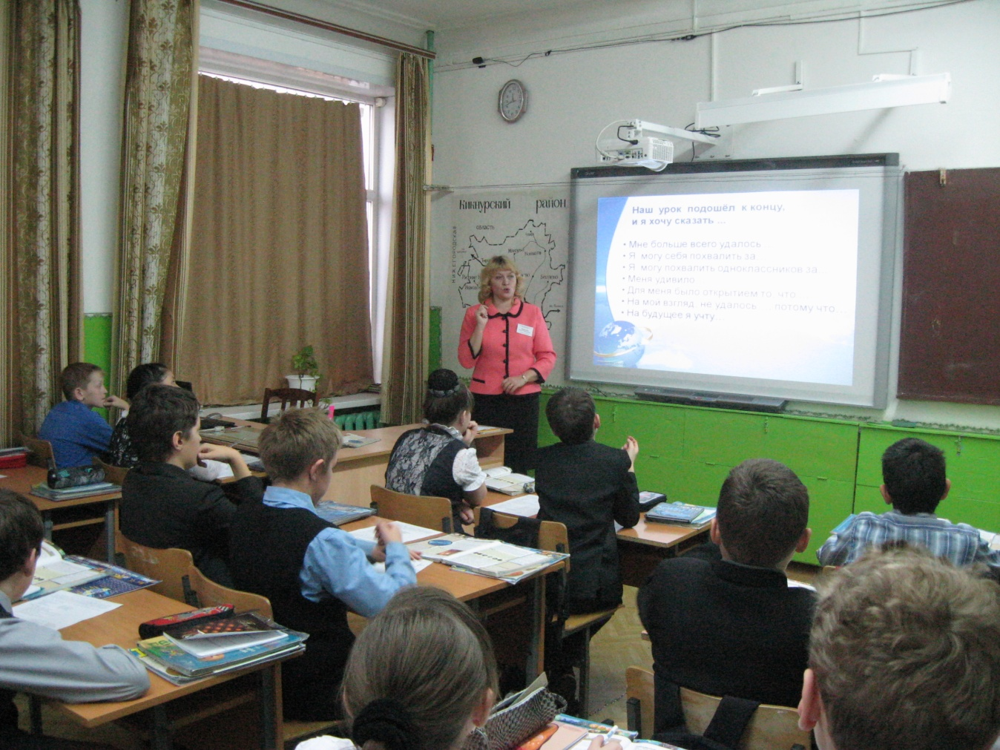 Кикнурский район
область
НИЖЕГОРОДСКАЯ
Наш урок подошёл к концу,
и я хочу сказать ...
• Мне больше всего удалось
• Я могу себя похвалить за
• Я могу похвалить одноклассников за
• Меня удивило
• Для меня было открытием то что
• На мой взгляд не удалось ... потому что...
• На будущее я учту...